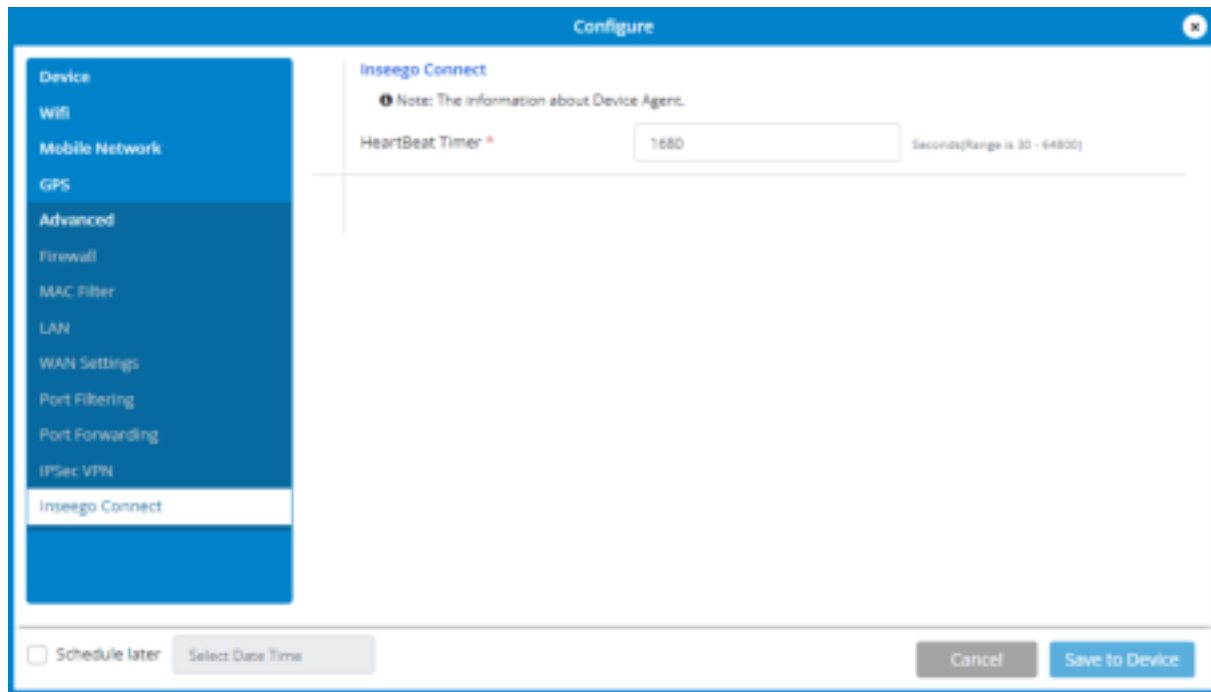 Configure
Device
Wifi
Mobile Network
GPS
Advanced
Firewall
MAC Filter
LAN
WAN Settings
Port Filtering
Port Forwarding
IPSec VPN
Inseego Connect
Inseego Connect
Note: The information about Device Agent.
HeartBeat Timer * 1680 Seconds(Range is 30 - 64800)
Schedule later Select Date Time Cancel Save to Device